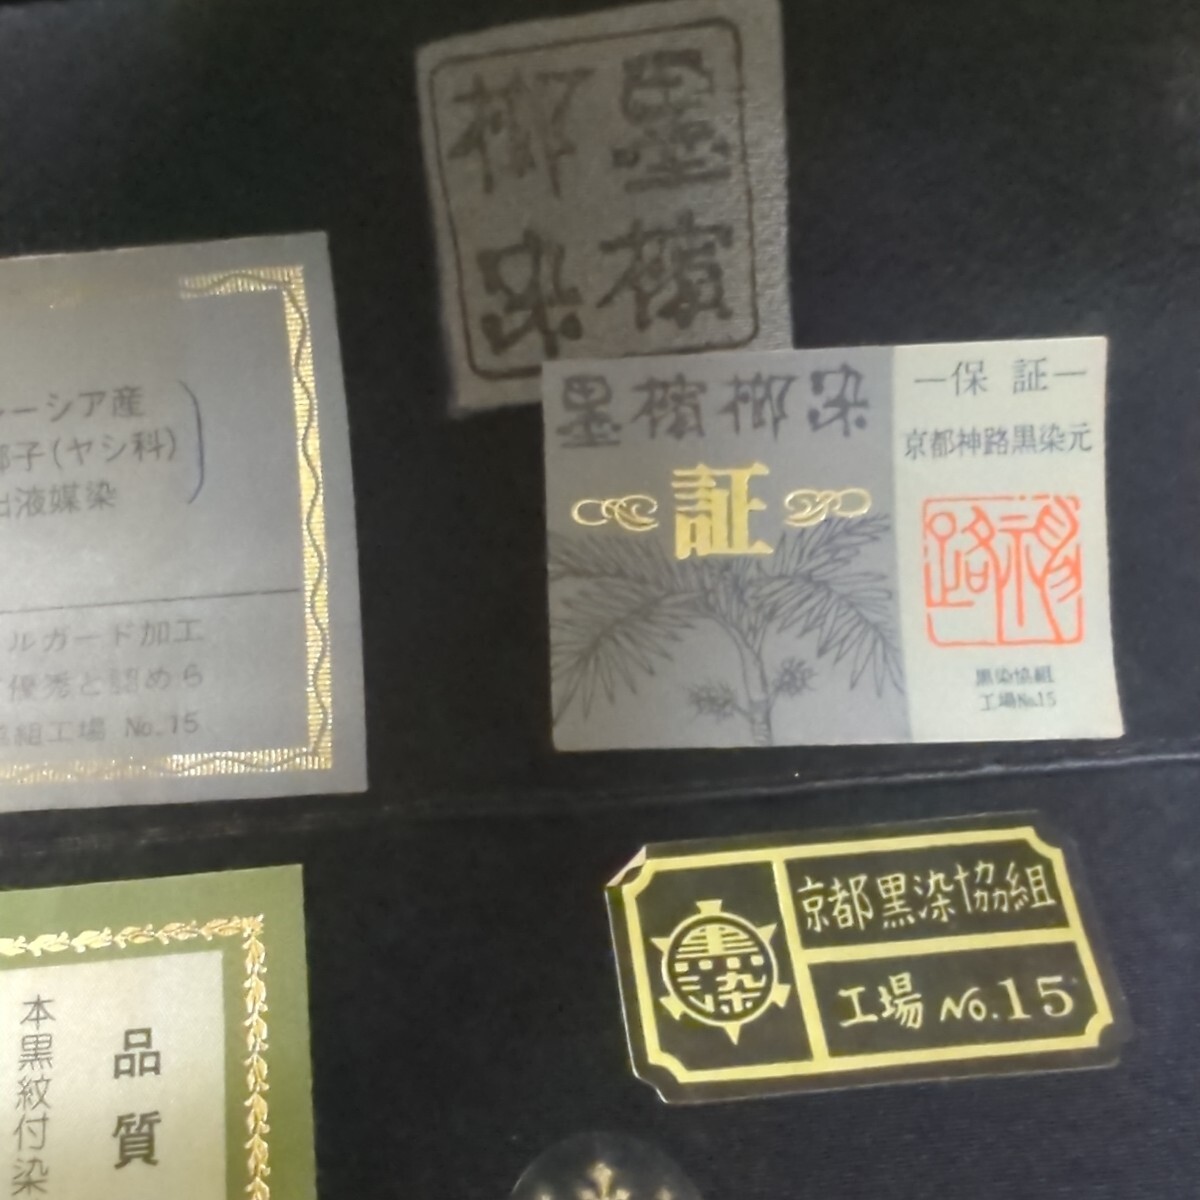 墨檳
榔染
ーシア産
椰子(ヤシ科)
出液媒染
ルガード加工
優秀と認めら
協組工場 No.15
墨檳榔染
証
―保証―
京都神路黒染元
黒染協組
工場No.15
黒染
京都黒染協組
工場 No.15
品質
本黒紋付染